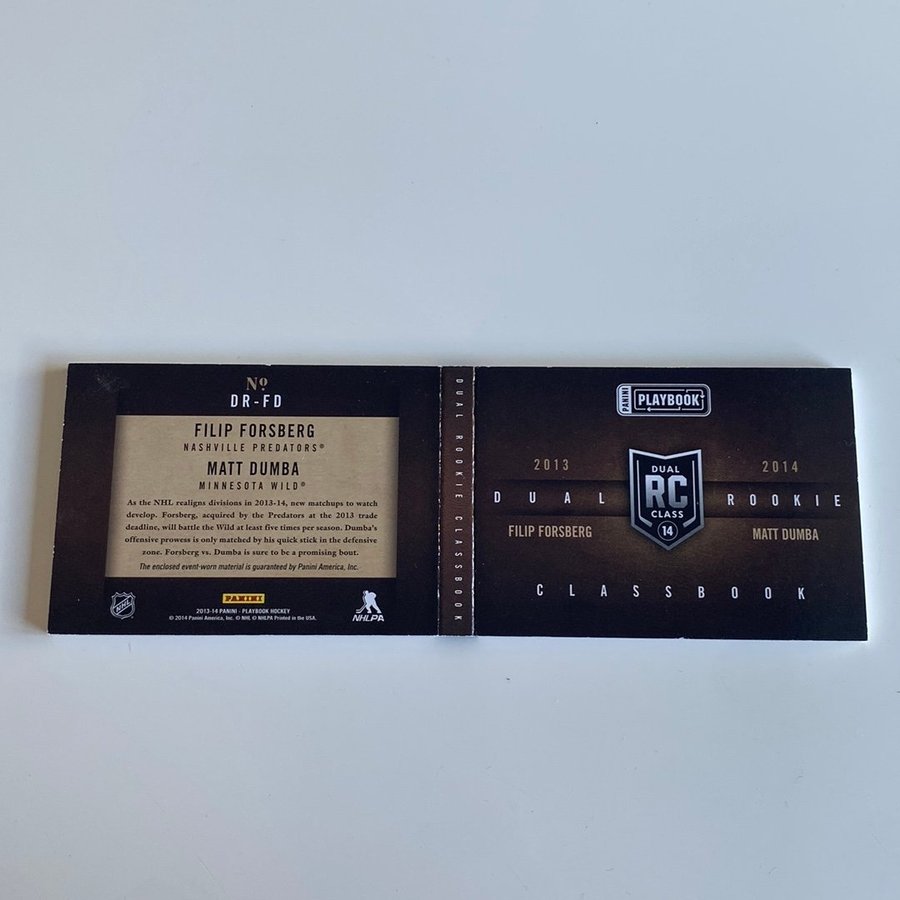 Nº
DR-FD
FILIP FORSBERG
NASHVILLE PREDATORS®
MATT DUMBA
MINNESOTA WILD®
As the NHL realigns divisions in 2013-14, new matchups to watch
develop. Forsberg, acquired by the Predators at the 2013 trade
deadline, will battle the Wild at least five times per season. Dumba's
offensive prowess is only matched by his quick stick in the defensive
zone. Forsberg vs. Dumba is sure to be a promising bout.
The enclosed event-worn material is guaranteed by Panini America, Inc.
NHL
PANINI
2013-14 PANINI - PLAYBOOK HOCKEY
© 2014 Panini America, Inc. © NHL © NHLPA Printed in the USA.
NHLPA
DUAL ROOKIE CLASSBOOK
PANINI
PLAYBOOK
2013
2014
DUAL
RC
CLASS
14
DUAL ROOKIE
FILIP FORSBERG
MATT DUMBA
CLASSBOOK